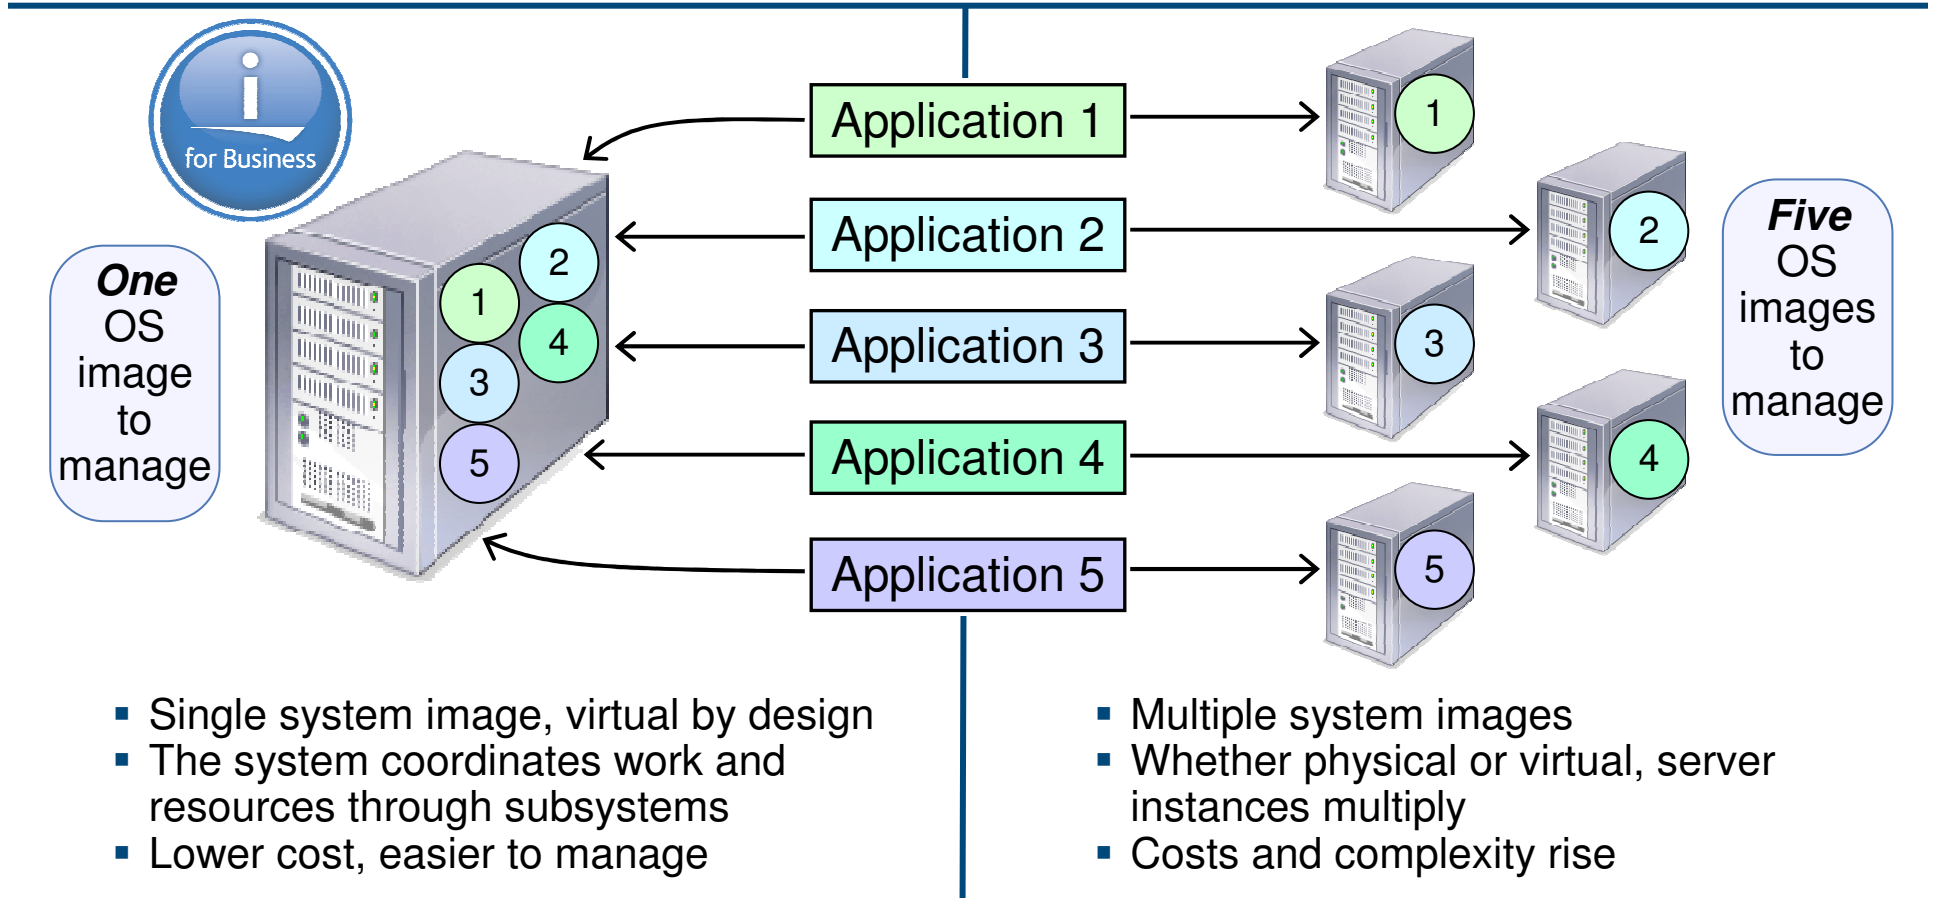 i
for Business
One
OS
image
to
manage
1
2
3
4
5
Application 1
Application 2
Application 3
Application 4
Application 5
1
2
3
4
5
Five
OS
images
to
manage
▪ Single system image, virtual by design
▪ The system coordinates work and
resources through subsystems
▪ Lower cost, easier to manage
▪ Multiple system images
▪ Whether physical or virtual, server
instances multiply
▪ Costs and complexity rise